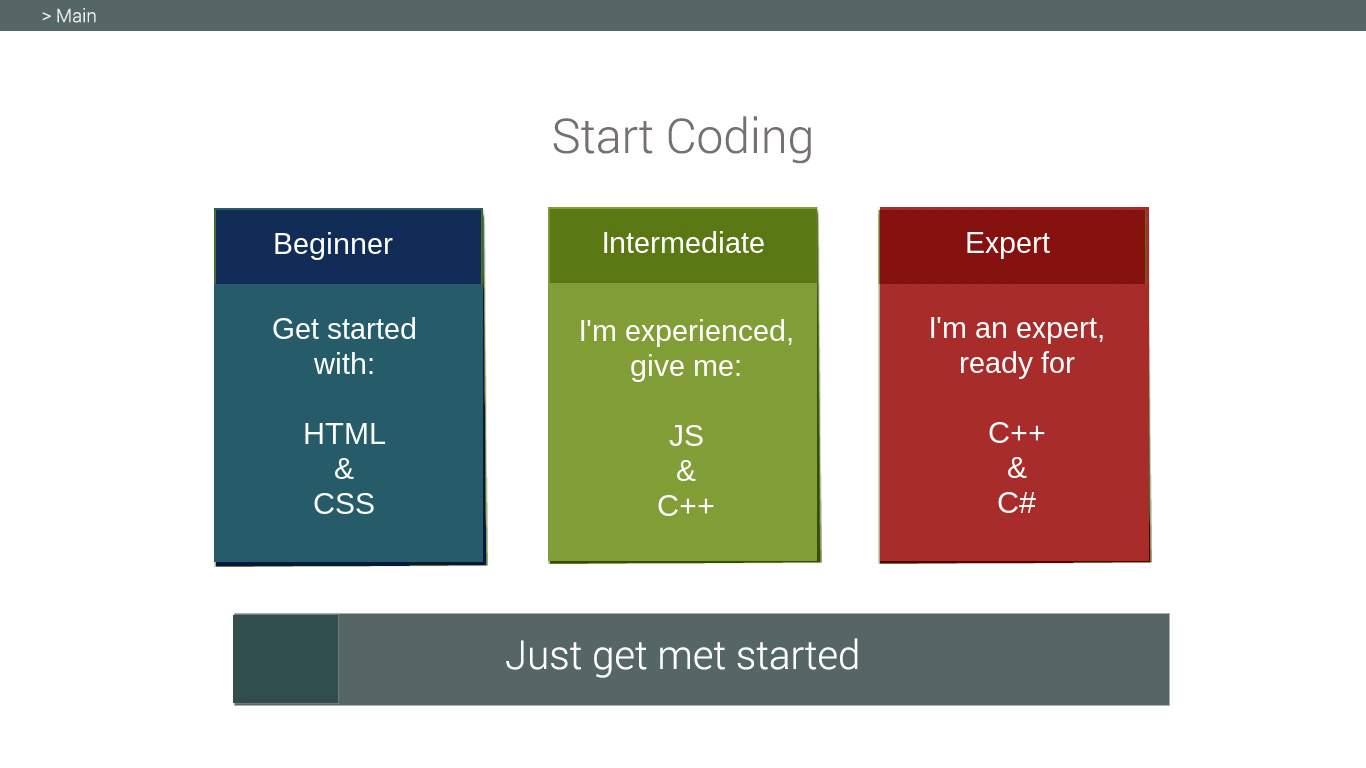 > Main
Start Coding
Beginner
Get started
with:
HTML
&
CSS
Intermediate
I'm experienced,
give me:
JS
&
C++
Expert
I'm an expert,
ready for
C++
&
C#
Just get met started